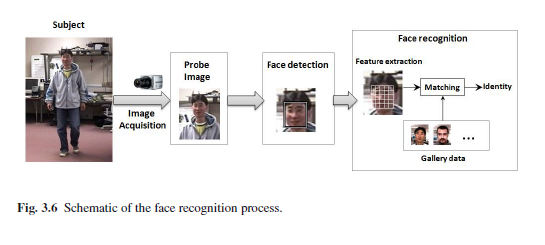 Subject
Image
Acquisition
Probe
Image
Face detection
Face recognition
Feature extraction
Matching
Identity
...
Gallery data
Fig. 3.6 Schematic of the face recognition process.